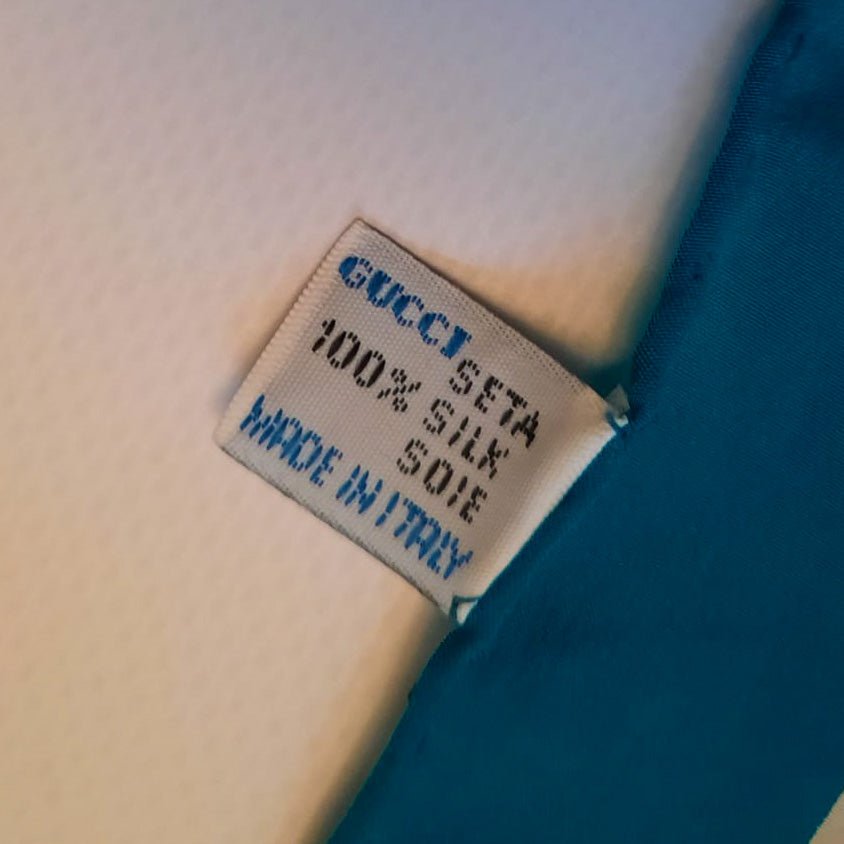 GUCCI
SETA
100% SILK
SOIE
MADE IN ITALY